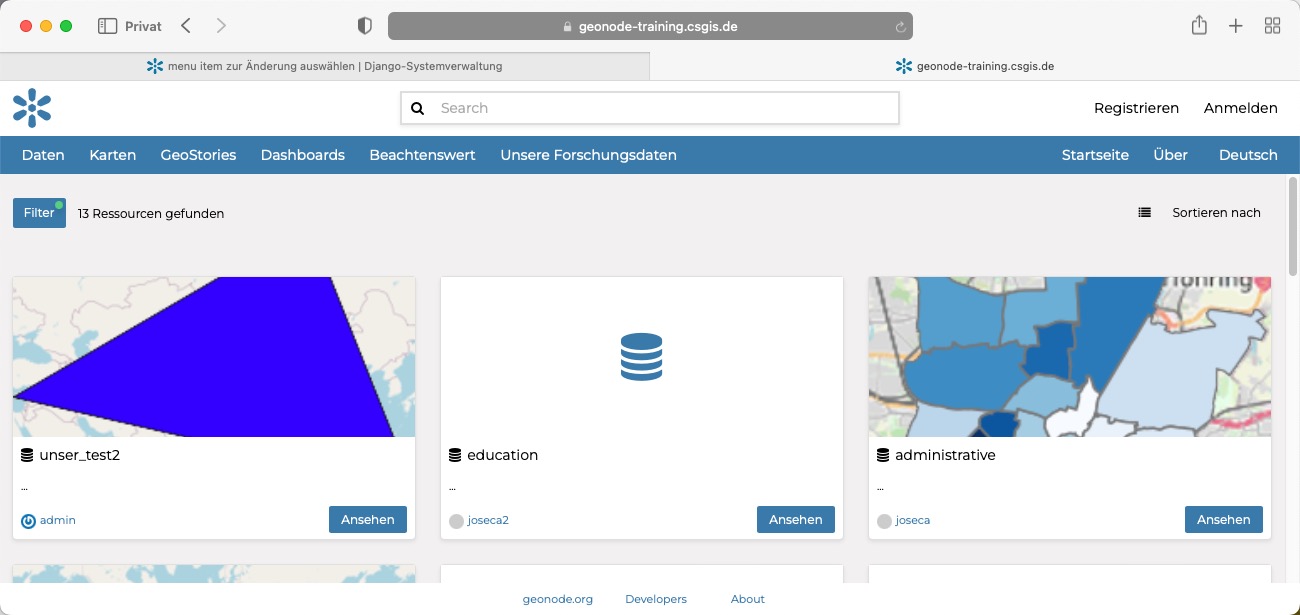 Privat
geonode-training.csgis.de
menu item zur Änderung auswählen | Django-Systemverwaltung
geonode-training.csgis.de
Search
Registrieren Anmelden
Daten Karten GeoStories Dashboards Beachtenswert Unsere Forschungsdaten Startseite Über Deutsch
Filter 13 Ressourcen gefunden Sortieren nach
unser_test2
...
admin Ansehen
education
...
joseca2 Ansehen
administrative
...
joseca Ansehen
geonode.org Developers About